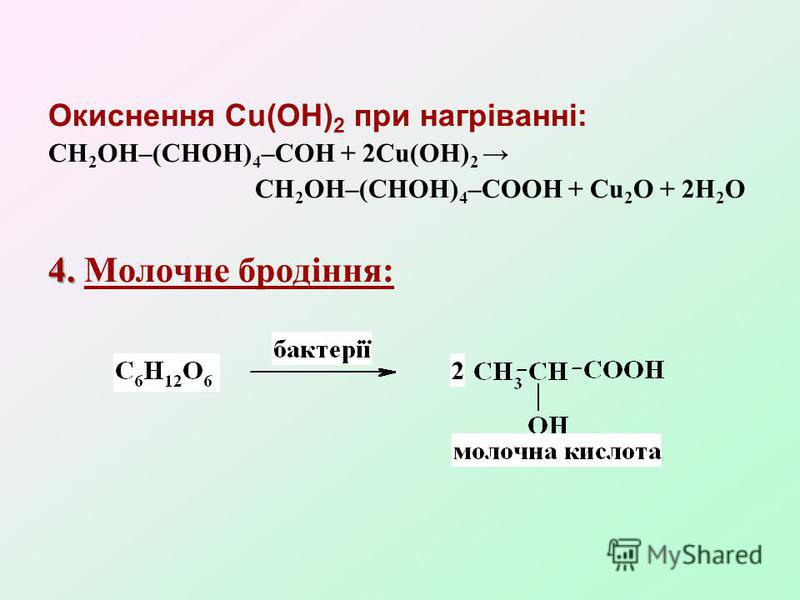 Окиснення Cu(OH)₂ при нагріванні:
CH₂OH–(CHOH)₄–COH + 2Cu(OH)₂ →
CH₂OH–(CHOH)₄–COOH + Cu₂O + 2H₂O
4. Молочне бродіння:
бактерії
C₆H₁₂O₆ → 2 CH₃–CH–COOH
OH
молочна кислота
MyShared